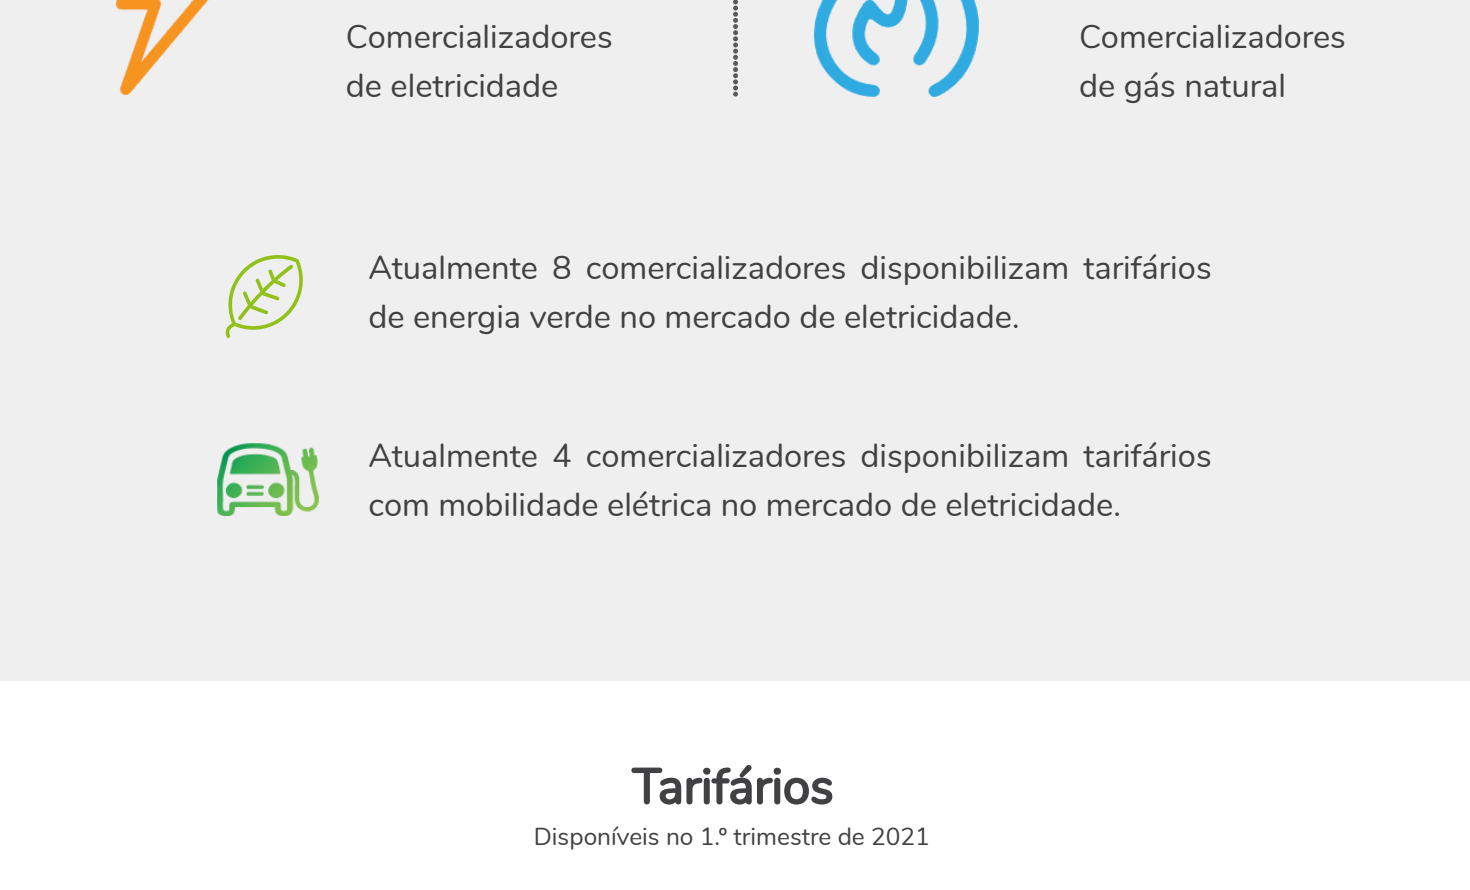 Comercializadores
de eletricidade
Comercializadores
de gás natural
Atualmente 8 comercializadores disponibilizam tarifários
de energia verde no mercado de eletricidade.
Atualmente 4 comercializadores disponibilizam tarifários
com mobilidade elétrica no mercado de eletricidade.
Tarifários
Disponíveis no 1.º trimestre de 2021